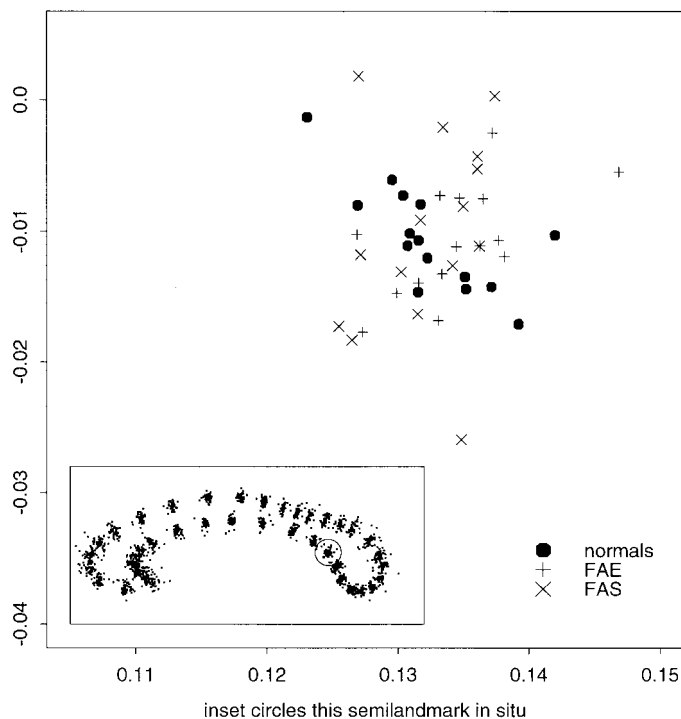 0.0
-0.01
-0.02
-0.03
-0.04
normals
FAE
FAS
0.11 0.12 0.13 0.14 0.15
inset circles this semilandmark in situ